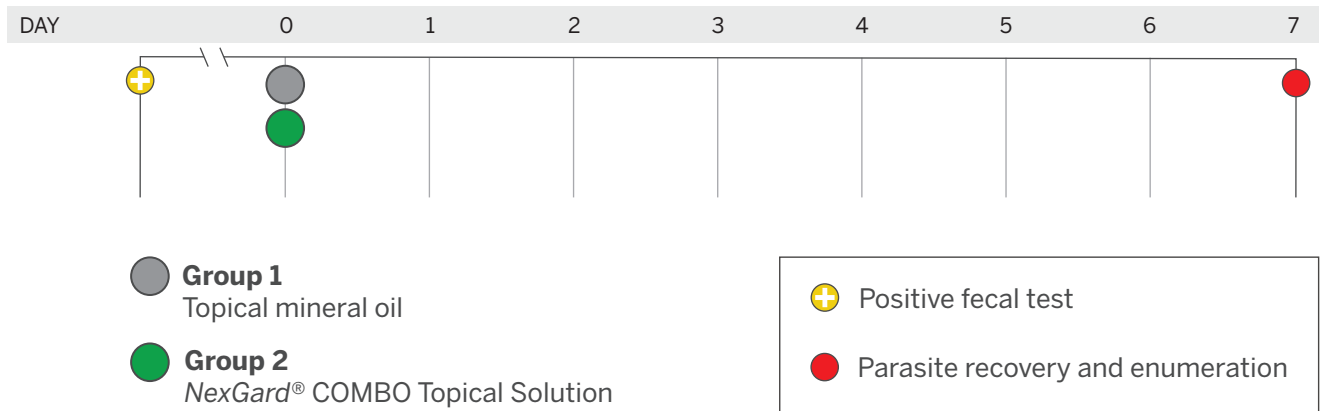 DAY 0 1 2 3 4 5 6 7
Group 1
Topical mineral oil
Group 2
NexGard® COMBO Topical Solution
Positive fecal test
Parasite recovery and enumeration